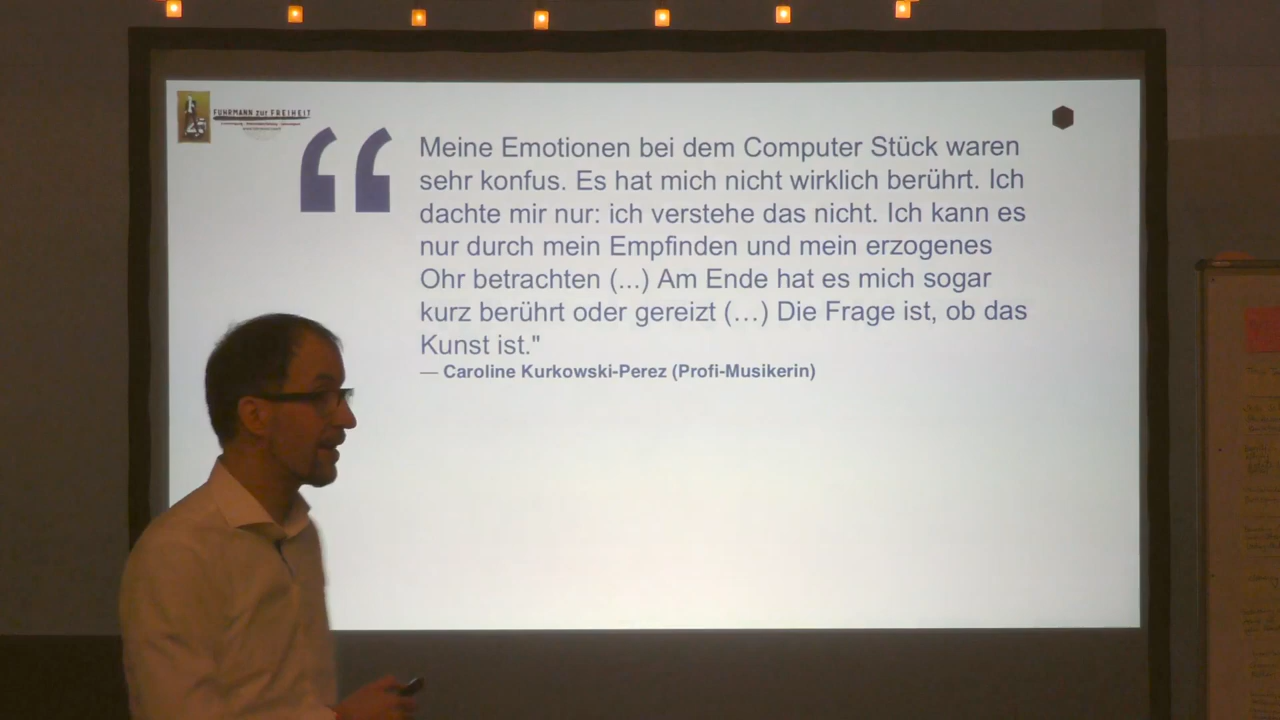 FUHRMANN zur FREIHEIT
“
Meine Emotionen bei dem Computer Stück waren
sehr konfus. Es hat mich nicht wirklich berührt. Ich
dachte mir nur: ich verstehe das nicht. Ich kann es
nur durch mein Empfinden und mein erzogenes
Ohr betrachten (...) Am Ende hat es mich sogar
kurz berührt oder gereizt (…) Die Frage ist, ob das
Kunst ist."
— Caroline Kurkowski-Perez (Profi-Musikerin)